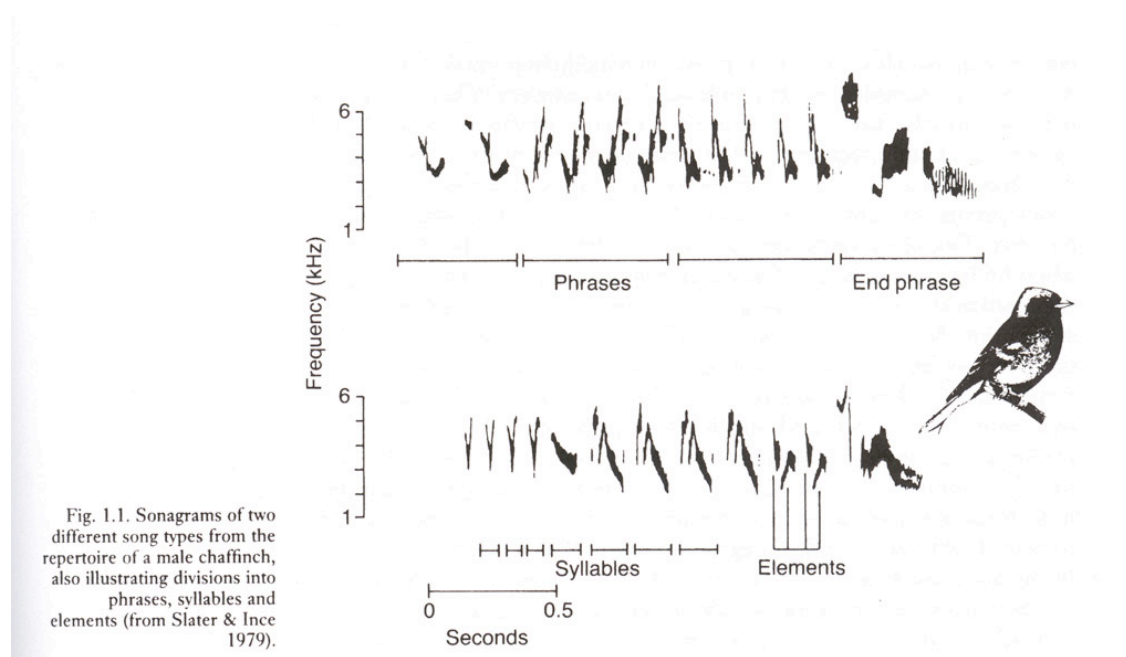 6
1
Phrases
End phrase
Frequency (kHz)
6
1
Syllables
Elements
0
0.5
Seconds
Fig. 1.1. Sonagrams of two
different song types from the
repertoire of a male chaffinch,
also illustrating divisions into
phrases, syllables and
elements (from Slater & Ince
1979).